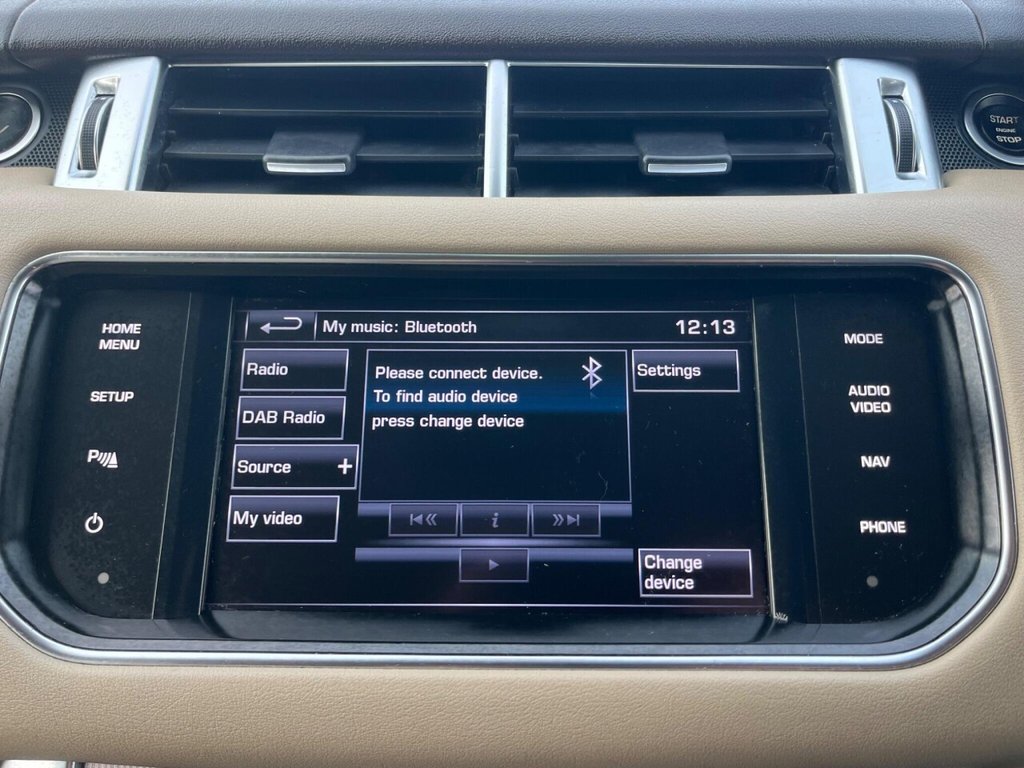 START
ENGINE
STOP
HOME
MENU
SETUP
P
My music: Bluetooth
12:13
Radio
DAB Radio
Source +
My video
Please connect device.
To find audio device
press change device
i
Settings
Change
device
MODE
AUDIO
VIDEO
NAV
PHONE